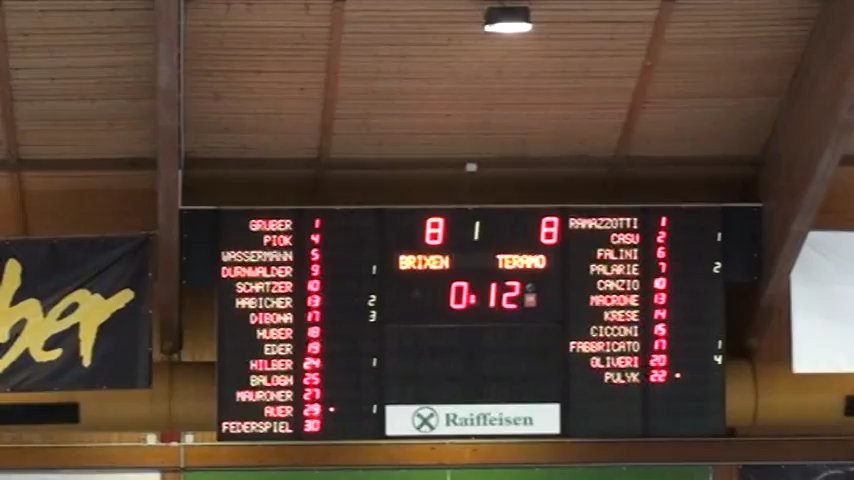 ber
8 1 8
BRIXEN TERAMO
0:12
GRUBER 1
PIOK 4
WASSERMANN 5
DURNWALDER 9 1
SCHATZER 10
HABICHER 13 2
DIBONA 17 3
HUBER 18
EDER 19
HILBER 24 1
BALOGH 25
MAURONER 27
AUER 29 1
FEDERSPIEL 30
RAMAZZOTTI 1
CASU 2 1
FALINI 6
PALARIE 7 2
CANZIO 10
MACRONE 13
KRESE 14
CICCONI 15
FABBRICATO 17 1
OLIVERI 20 4
PULYK 22
Raiffeisen